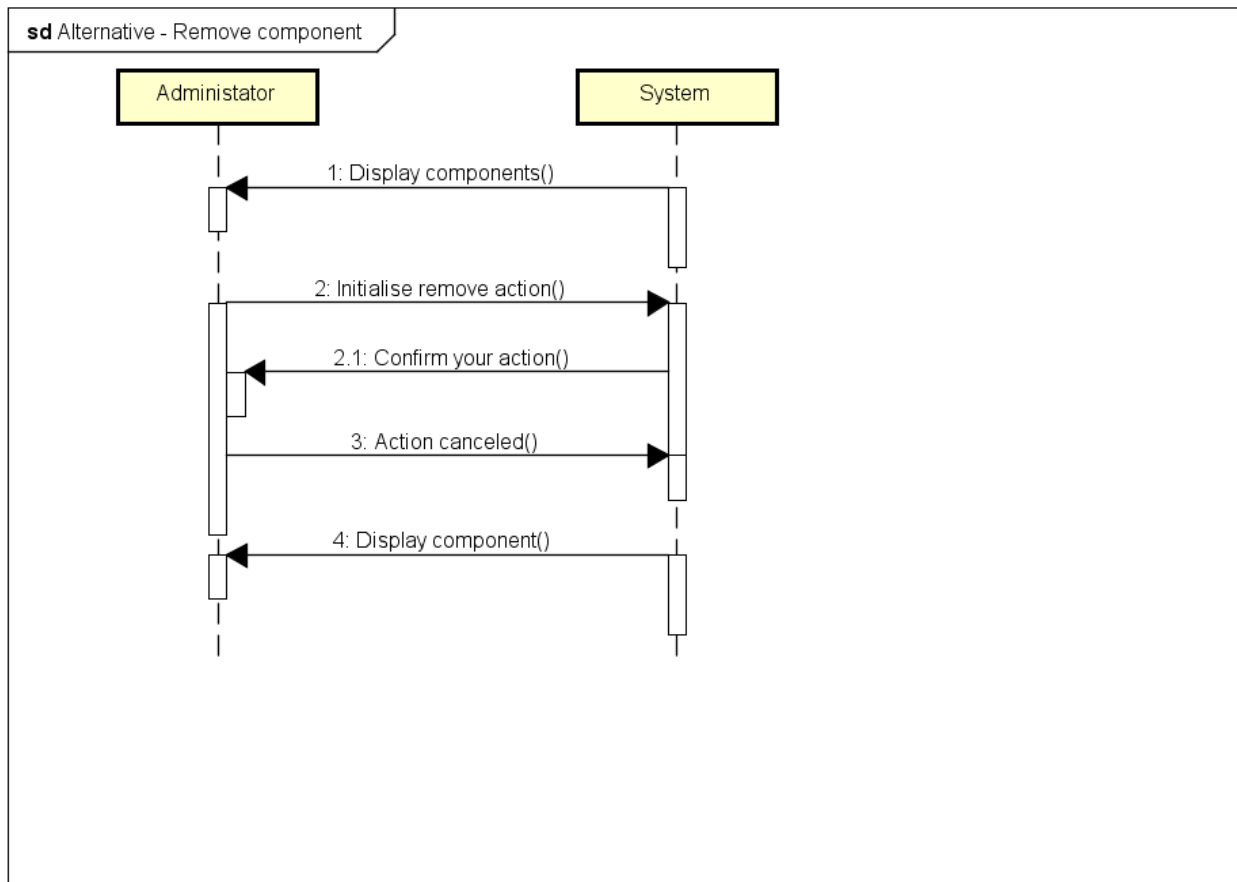 sd Alternative - Remove component
Administator
System
1: Display components()
2: Initialise remove action()
2.1: Confirm your action()
3: Action canceled()
4: Display component()